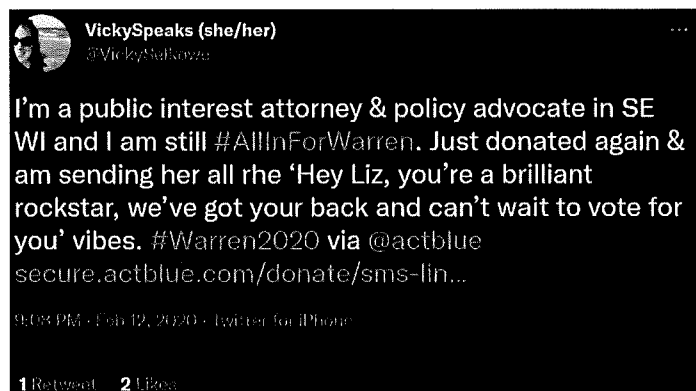 VickySpeaks (she/her)
@VickySelkowe
I'm a public interest attorney & policy advocate in SE
WI and I am still #AllInForWarren. Just donated again &
am sending her all rhe ‘Hey Liz, you're a brilliant
rockstar, we've got your back and can't wait to vote for
you’ vibes. #Warren2020 via @actblue
secure.actblue.com/donate/sms-lin...
9:08 PM · Feb 12, 2020 · Twitter for iPhone
1 Retweet 2 Likes